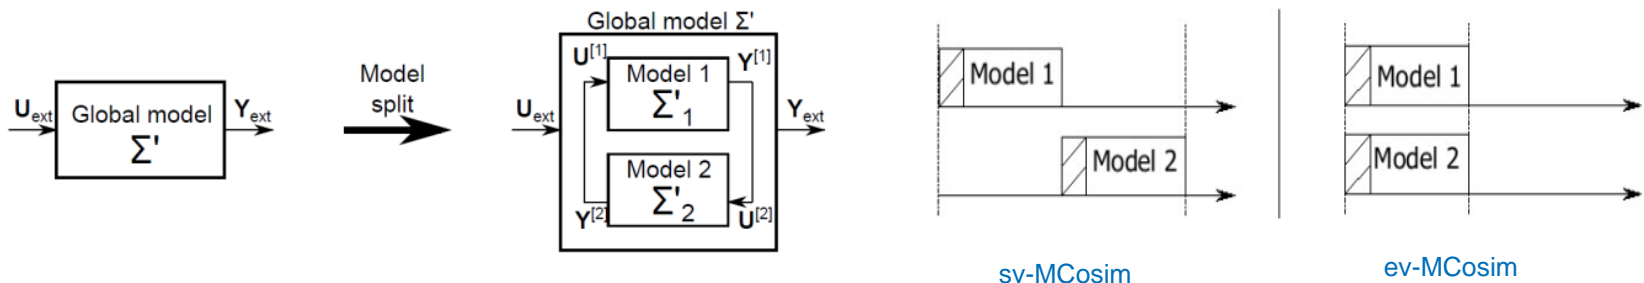 U_ext
Global model
Σ'
Y_ext
Model
split
Global model Σ'
U_ext
U^[1]
Model 1
Σ'_1
Y^[1]
Model 2
Σ'_2
Y^[2]
U^[2]
Y_ext
Model 1
Model 2
sv-MCosim
Model 1
Model 2
ev-MCosim